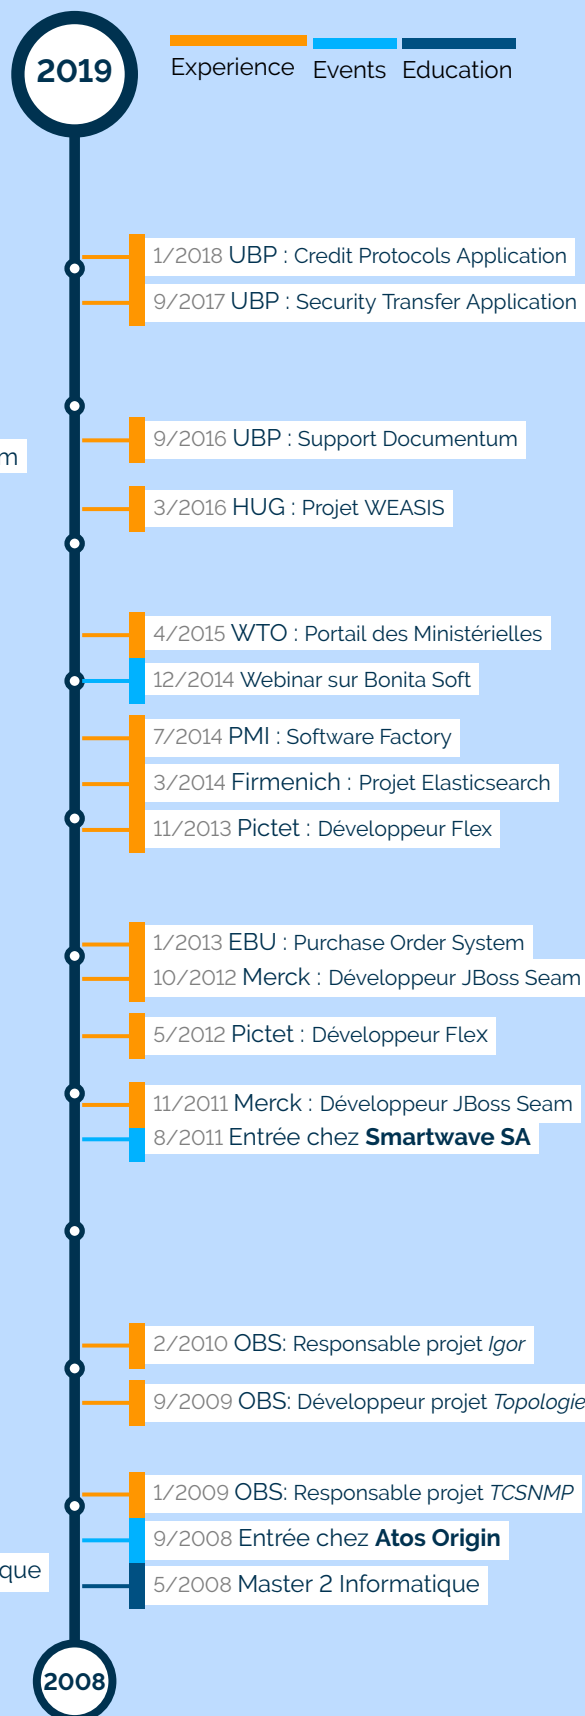 2019
Experience Events Education
1/2018 UBP : Credit Protocols Application
9/2017 UBP : Security Transfer Application
9/2016 UBP : Support Documentum
m
3/2016 HUG : Projet WEASIS
4/2015 WTO : Portail des Ministérielles
12/2014 Webinar sur Bonita Soft
7/2014 PMI : Software Factory
3/2014 Firmenich : Projet Elasticsearch
11/2013 Pictet : Développeur Flex
1/2013 EBU : Purchase Order System
10/2012 Merck : Développeur JBoss Seam
5/2012 Pictet : Développeur Flex
11/2011 Merck : Développeur JBoss Seam
8/2011 Entrée chez Smartwave SA
2/2010 OBS: Responsable projet Igor
9/2009 OBS: Développeur projet Topologie
1/2009 OBS: Responsable projet TCSNMP
9/2008 Entrée chez Atos Origin
que
5/2008 Master 2 Informatique
2008